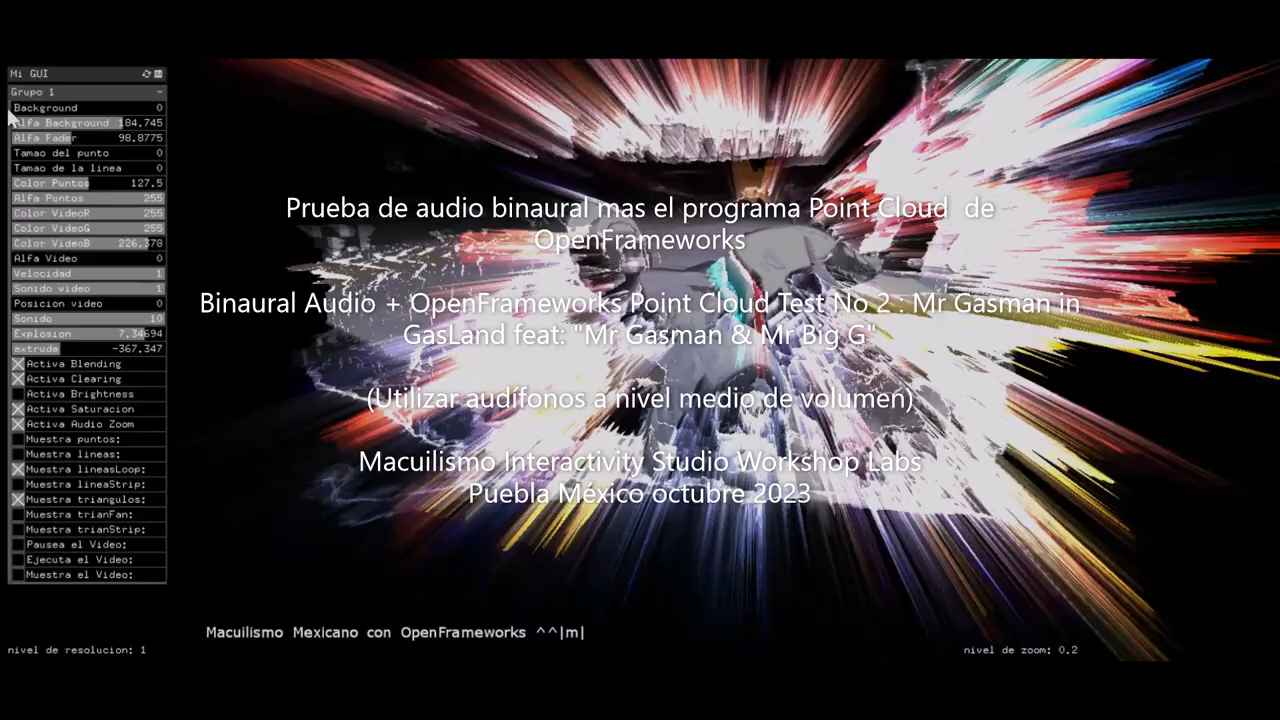 Mi GUI
Grupo 1 -
Background 0
Alfa Background 184.745
Alfa Fader 98.8775
Tamao del punto 0
Tamao de la linea 0
Color Puntos 127.5
Alfa Puntos 255
Color VideoR 255
Color VideoG 255
Color VideoB 226.378
Alfa Video 0
Velocidad 1
Sonido video 1
Posicion video 0
Sonido 10
Explosion 7.34694
extrude -367.347
Activa Blending
Activa Clearing
Activa Brightness
Activa Saturacion
Activa Audio Zoom
Muestra puntos:
Muestra lineas:
Muestra lineasLoop:
Muestra lineaStrip:
Muestra triangulos:
Muestra trianFan:
Muestra trianStrip:
Pausea el Video:
Ejecuta el Video:
Muestra el Video:
Prueba de audio binaural mas el programa Point Cloud de
OpenFrameworks
Binaural Audio + OpenFrameworks Point Cloud Test No 2 : Mr Gasman in
GasLand feat: "Mr Gasman & Mr Big G"
(Utilizar audífonos a nivel medio de volumen)
Macuilismo Interactivity Studio Workshop Labs
Puebla México octubre 2023
Macuilismo Mexicano con OpenFrameworks ^^|m|
nivel de resolucion: 1
nivel de zoom: 0.2